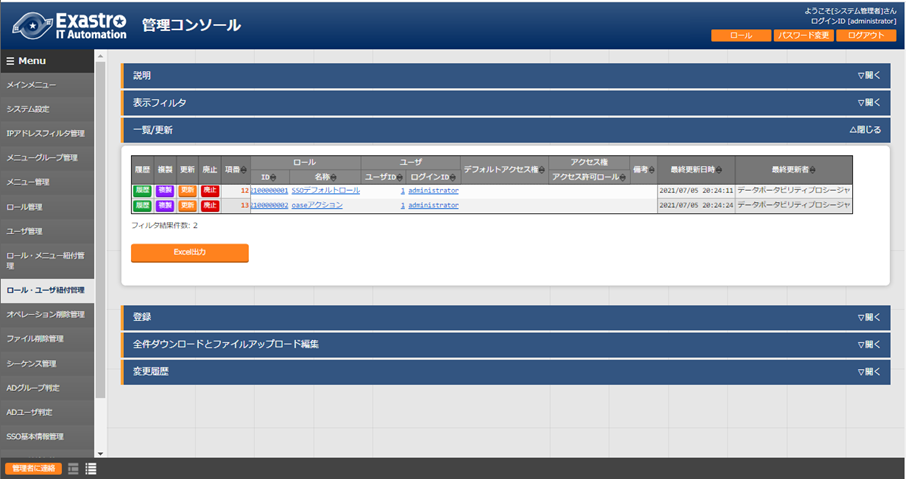 Exastro
IT Automation
管理コンソール
ようこそ[システム管理者]さん
ログインID [administrator]
ロール
パスワード変更
ログアウト
☰ Menu
メインメニュー
システム設定
IPアドレスフィルタ管理
メニューグループ管理
メニュー管理
ロール管理
ユーザ管理
ロール・メニュー紐付管
理
ロール・ユーザ紐付管理
オペレーション削除管理
ファイル削除管理
シーケンス管理
ADグループ判定
ADユーザ判定
SSO基本情報管理
説明 ▽開く
表示フィルタ ▽開く
一覧/更新 △閉じる
履歴 複製 更新 廃止 項番 ロール ユーザ デフォルトアクセス権 アクセス権 備考 最終更新日時 最終更新者
ID 名称 ユーザID ログインID アクセス許可ロール
履歴 複製 更新 廃止 12 2100000001 SSOデフォルトロール 1 administrator 2021/07/05 20:24:11 データポータビリティプロシージャ
履歴 複製 更新 廃止 13 2100000002 oaseアクション 1 administrator 2021/07/05 20:24:24 データポータビリティプロシージャ
フィルタ結果件数: 2
Excel出力
登録 ▽開く
全件ダウンロードとファイルアップロード編集 ▽開く
変更履歴 ▽開く
管理者に連絡